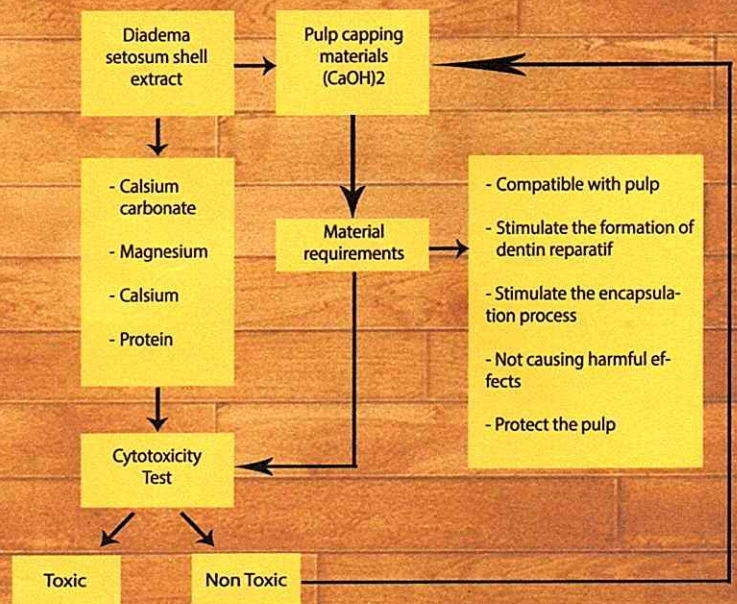 Diadema
setosum shell
extract
Pulp capping
materials
(CaOH)2
- Calsium
carbonate
- Magnesium
- Calsium
- Protein
Material
requirements
- Compatible with pulp
- Stimulate the formation of
dentin reparatif
- Stimulate the encapsula-
tion process
- Not causing harmful ef-
fects
- Protect the pulp
Cytotoxicity
Test
Toxic
Non Toxic